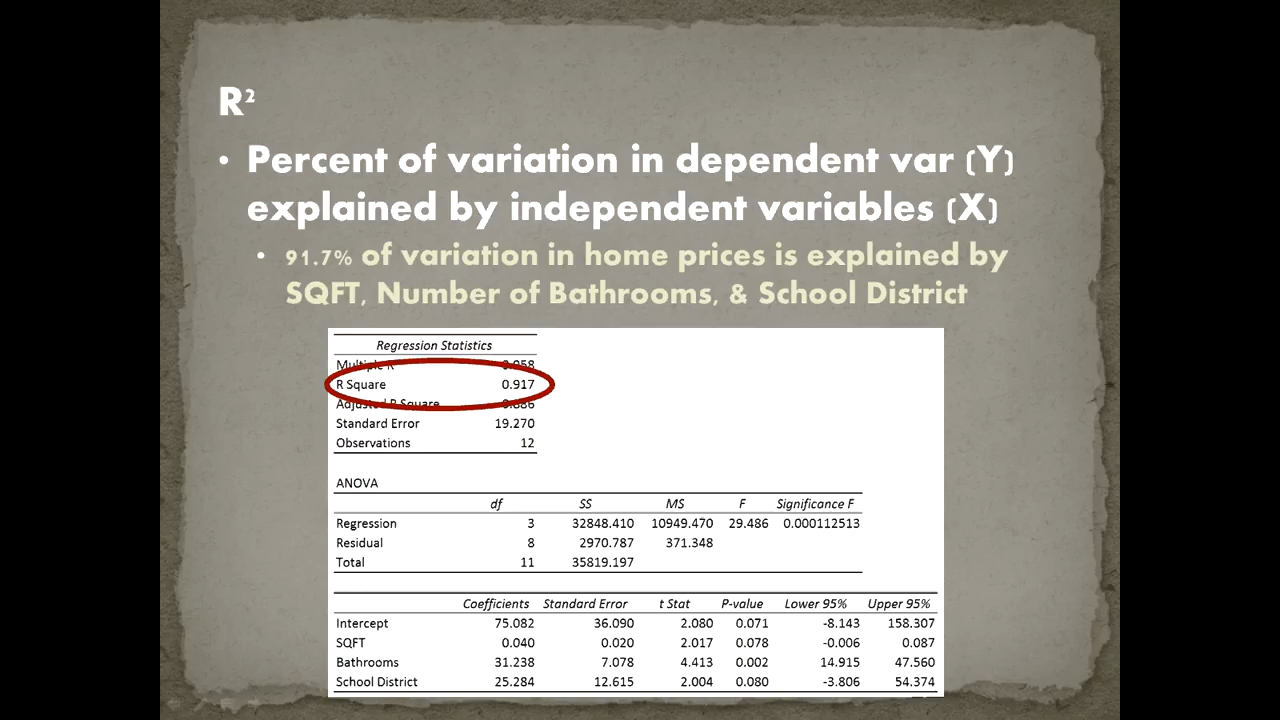 R²
• Percent of variation in dependent var (Y)
explained by independent variables (X)
• 91.7% of variation in home prices is explained by
SQFT, Number of Bathrooms, & School District
Regression Statistics
Multiple R 0.958
R Square 0.917
Adjusted R Square 0.886
Standard Error 19.270
Observations 12
ANOVA
df SS MS F Significance F
Regression 3 32848.410 10949.470 29.486 0.000112513
Residual 8 2970.787 371.348
Total 11 35819.197
Coefficients Standard Error t Stat P-value Lower 95% Upper 95%
Intercept 75.082 36.090 2.080 0.071 -8.143 158.307
SQFT 0.040 0.020 2.017 0.078 -0.006 0.087
Bathrooms 31.238 7.078 4.413 0.002 14.915 47.560
School District 25.284 12.615 2.004 0.080 -3.806 54.374